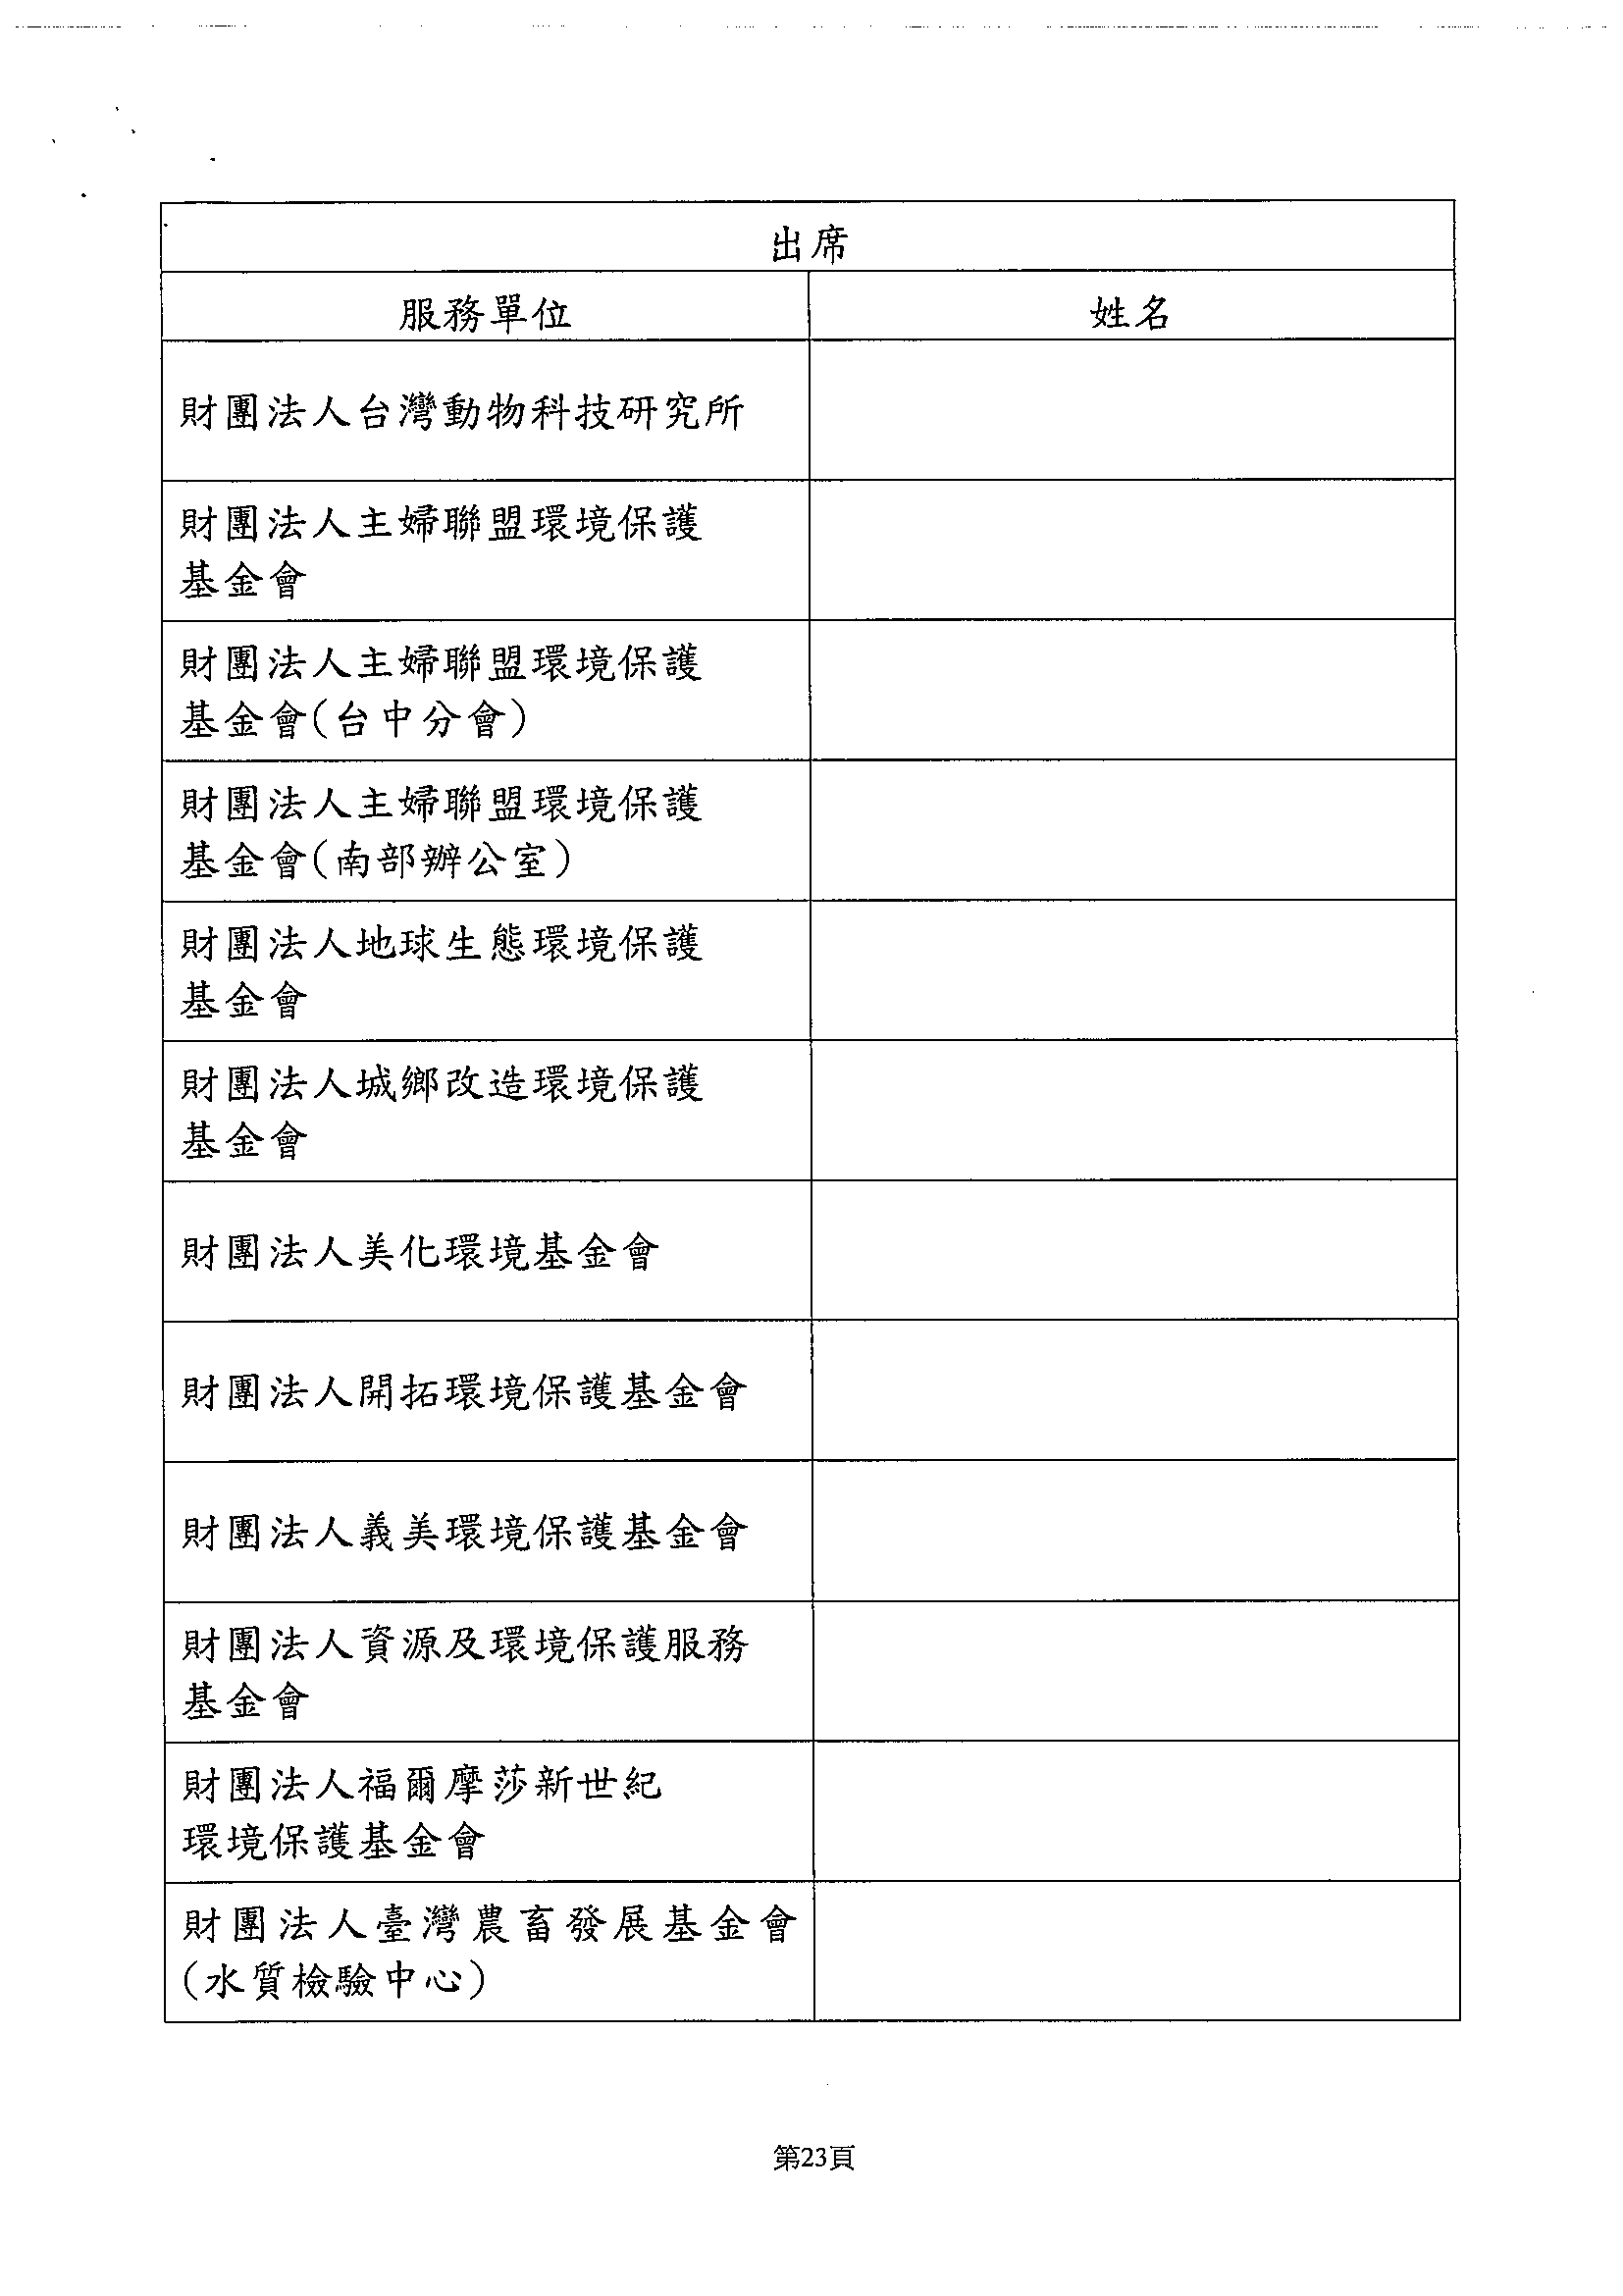 出席
服務單位 姓名
財團法人台灣動物科技研究所
財團法人主婦聯盟環境保護
基金會
財團法人主婦聯盟環境保護
基金會(台中分會)
財團法人主婦聯盟環境保護
基金會(南部辦公室)
財團法人地球生態環境保護
基金會
財團法人城鄉改造環境保護
基金會
財團法人美化環境基金會
財團法人開拓環境保護基金會
財團法人義美環境保護基金會
財團法人資源及環境保護服務
基金會
財團法人福爾摩莎新世紀
環境保護基金會
財團法人臺灣農畜發展基金會
(水質檢驗中心)
第23頁